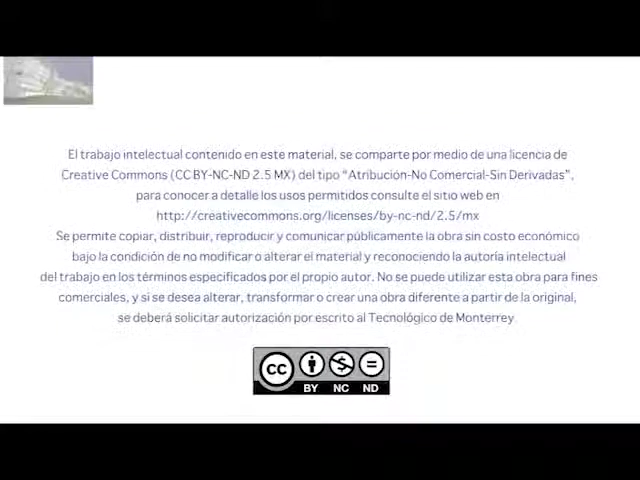 El trabajo intelectual contenido en este material, se comparte por medio de una licencia de
Creative Commons (CC BY-NC-ND 2.5 MX) del tipo "Atribución-No Comercial-Sin Derivadas",
para conocer a detalle los usos permitidos consulte el sitio web en
http://creativecommons.org/licenses/by-nc-nd/2.5/mx
Se permite copiar, distribuir, reproducir y comunicar públicamente la obra sin costo económico
bajo la condición de no modificar o alterar el material y reconociendo la autoría intelectual
del trabajo en los términos especificados por el propio autor. No se puede utilizar esta obra para fines
comerciales, y si se desea alterar, transformar o crear una obra diferente a partir de la original,
se deberá solicitar autorización por escrito al Tecnológico de Monterrey
cc
BY NC ND